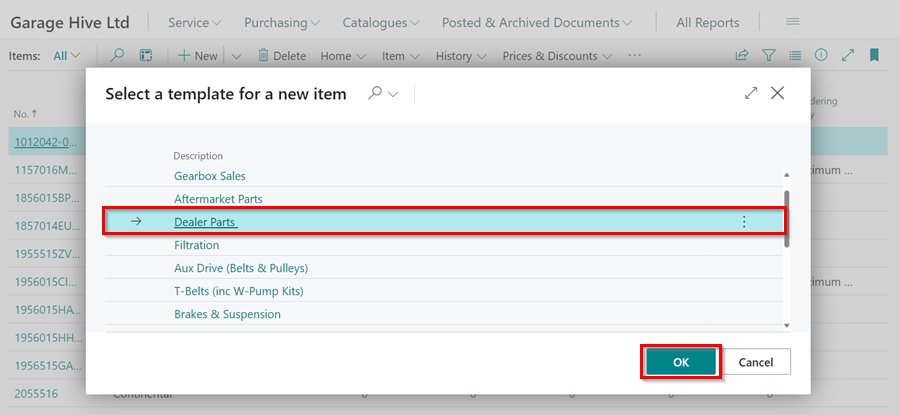 Garage Hive Ltd Service Purchasing Catalogues Posted & Archived Documents All Reports
Items: All New Delete Home Item History Prices & Discounts ...
Select a template for a new item
No. ↑
Description
1012042-0...
Gearbox Sales
1157016M...
Aftermarket Parts
1856015BP...
→ Dealer Parts
1857014EU...
Filtration
1955515ZV...
Aux Drive (Belts & Pulleys)
1956015CI...
T-Belts (inc W-Pump Kits)
1956015HA...
Brakes & Suspension
1956015HH...
1956515GA...
OK Cancel
2055516 Continental